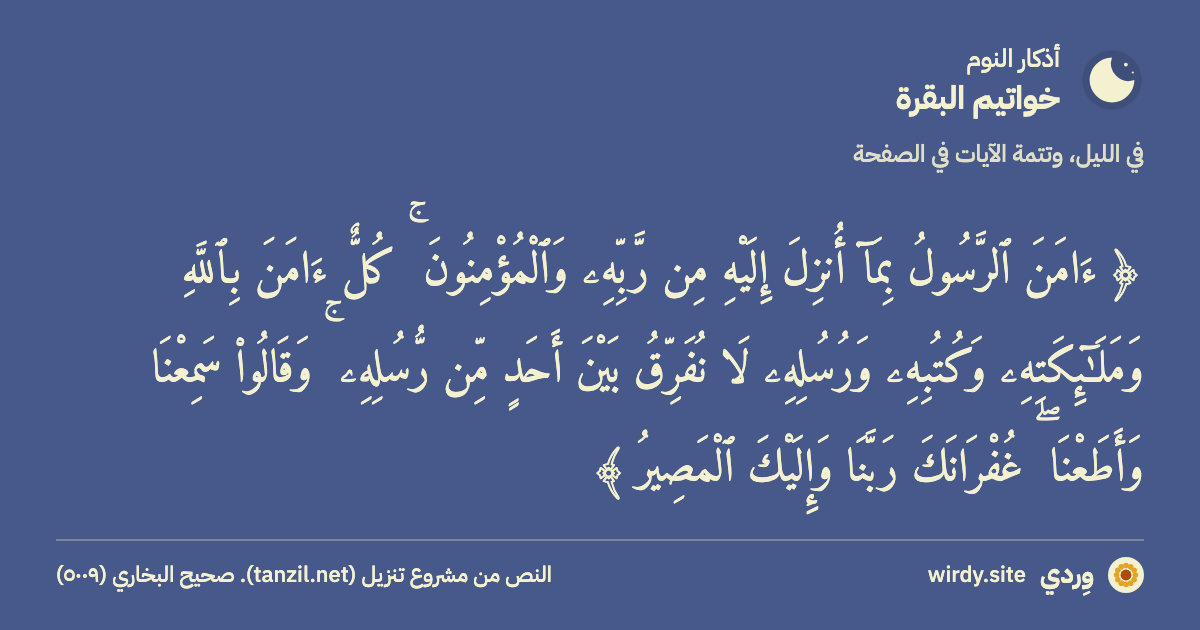 أذكار النوم
خواتيم البقرة
في الليل، وتتمة الآيات في الصفحة
﴿ ءَامَنَ ٱلرَّسُولُ بِمَآ أُنزِلَ إِلَيْهِ مِن رَّبِّهِۦ وَٱلْمُؤْمِنُونَ ۚ كُلٌّ ءَامَنَ بِٱللَّهِ
وَمَلَـٰٓئِكَتِهِۦ وَكُتُبِهِۦ وَرُسُلِهِۦ لَا نُفَرِّقُ بَيْنَ أَحَدٍ مِّن رُّسُلِهِۦ ۚ وَقَالُوا۟ سَمِعْنَا
وَأَطَعْنَا ۖ غُفْرَانَكَ رَبَّنَا وَإِلَيْكَ ٱلْمَصِيرُ ﴾
وِردي wirdy.site
النص من مشروع تنزيل (tanzil.net). صحيح البخاري (٥٠٠٩)